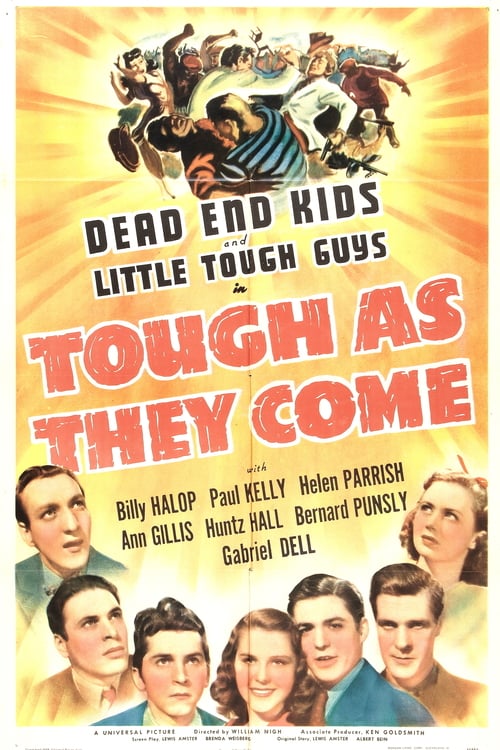 DEAD END KIDS
and
LITTLE TOUGH GUYS
in
TOUGH AS
THEY COME
with
Billy HALOP Paul KELLY Helen PARRISH
Ann GILLIS Huntz HALL Bernard PUNSLY
Gabriel DELL
A UNIVERSAL PICTURE Directed by WILLIAM NIGH Associate Producer, KEN GOLDSMITH
Screen Play, LEWIS AMSTER BRENDA WEISBERG Original Story, LEWIS AMSTER ALBERT BEIN